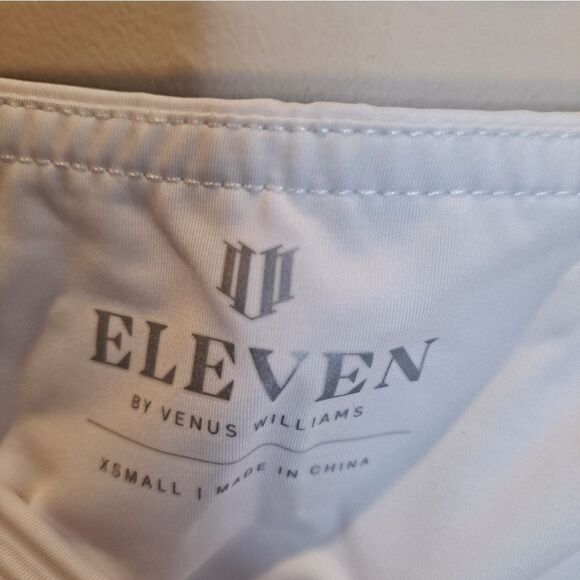 ELEVEN
BY VENUS WILLIAMS
XSMALL | MADE IN CHINA